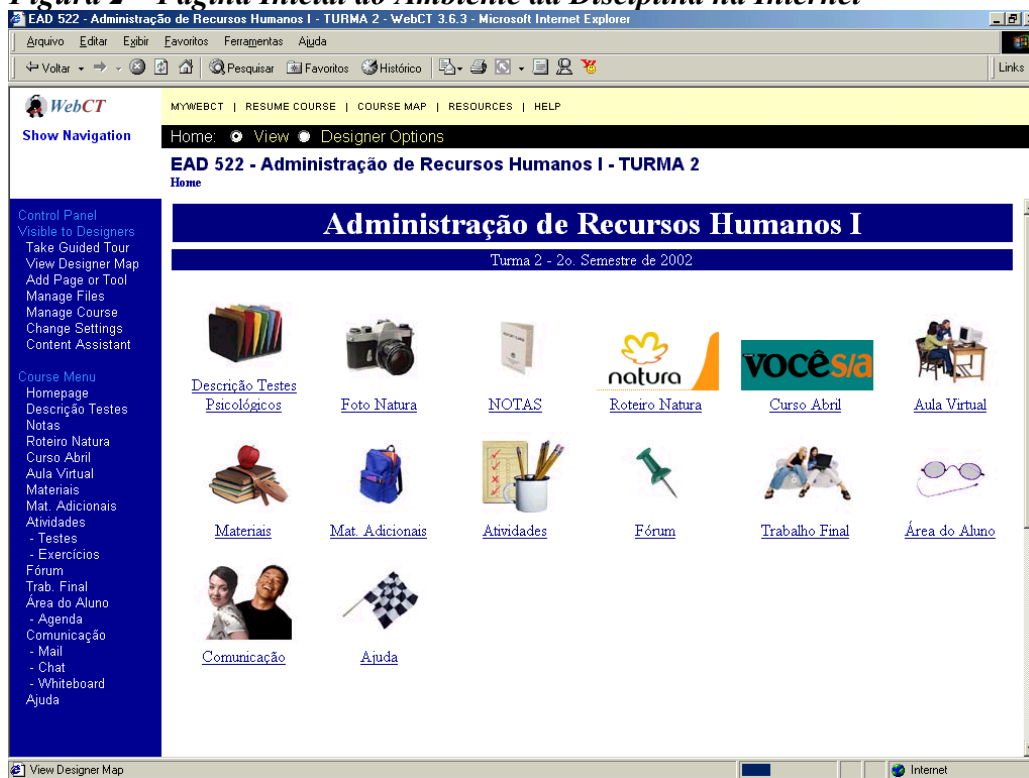 Figura 2 – Página Inicial do Ambiente da Disciplina na Internet
EAD 522 - Administração de Recursos Humanos I - TURMA 2 - WebCT 3.6.3 - Microsoft Internet Explorer
Arquivo Editar Exibir Favoritos Ferramentas Ajuda
Voltar Pesquisar Favoritos Histórico Links
WebCT
MYWEBCT | RESUME COURSE | COURSE MAP | RESOURCES | HELP
Show Navigation
Home: View Designer Options
EAD 522 - Administração de Recursos Humanos I - TURMA 2
Home
Control Panel
Visible to Designers
Take Guided Tour
View Designer Map
Add Page or Tool
Manage Files
Manage Course
Change Settings
Content Assistant
Course Menu
Homepage
Descrição Testes
Notas
Roteiro Natura
Curso Abril
Aula Virtual
Materiais
Mat. Adicionais
Atividades
- Testes
- Exercícios
Fórum
Trab. Final
Área do Aluno
- Agenda
Comunicação
- Mail
- Chat
- Whiteboard
Ajuda
Administração de Recursos Humanos I
Turma 2 - 2o. Semestre de 2002
natura
vocês/a
Descrição Testes
Psicológicos
Foto Natura
NOTAS
Roteiro Natura
Curso Abril
Aula Virtual
Materiais
Mat. Adicionais
Atividades
Fórum
Trabalho Final
Área do Aluno
Comunicação
Ajuda
View Designer Map
Internet